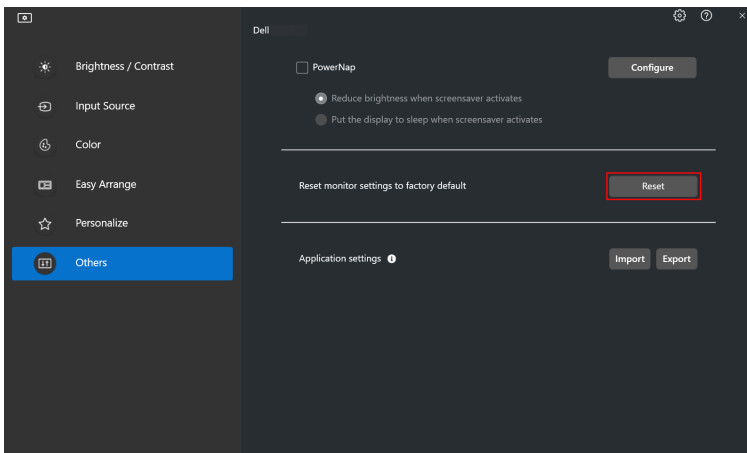 Dell
Brightness / Contrast
Input Source
Color
Easy Arrange
Personalize
Others
PowerNap
Configure
Reduce brightness when screensaver activates
Put the display to sleep when screensaver activates
Reset monitor settings to factory default
Reset
Application settings
Import
Export